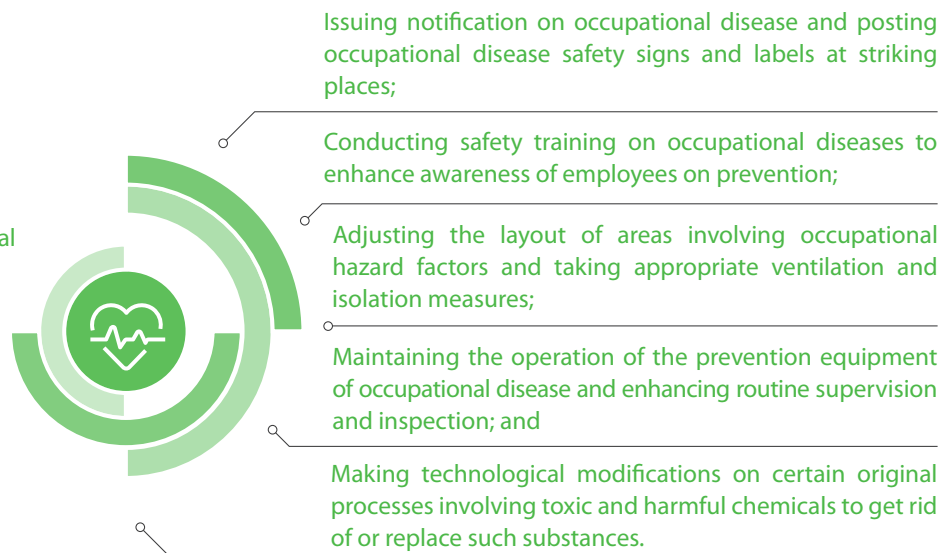 Issuing notification on occupational disease and posting
occupational disease safety signs and labels at striking
places;
Conducting safety training on occupational diseases to
enhance awareness of employees on prevention;
al
Adjusting the layout of areas involving occupational
hazard factors and taking appropriate ventilation and
isolation measures;
Maintaining the operation of the prevention equipment
of occupational disease and enhancing routine supervision
and inspection; and
Making technological modifications on certain original
processes involving toxic and harmful chemicals to get rid
of or replace such substances.